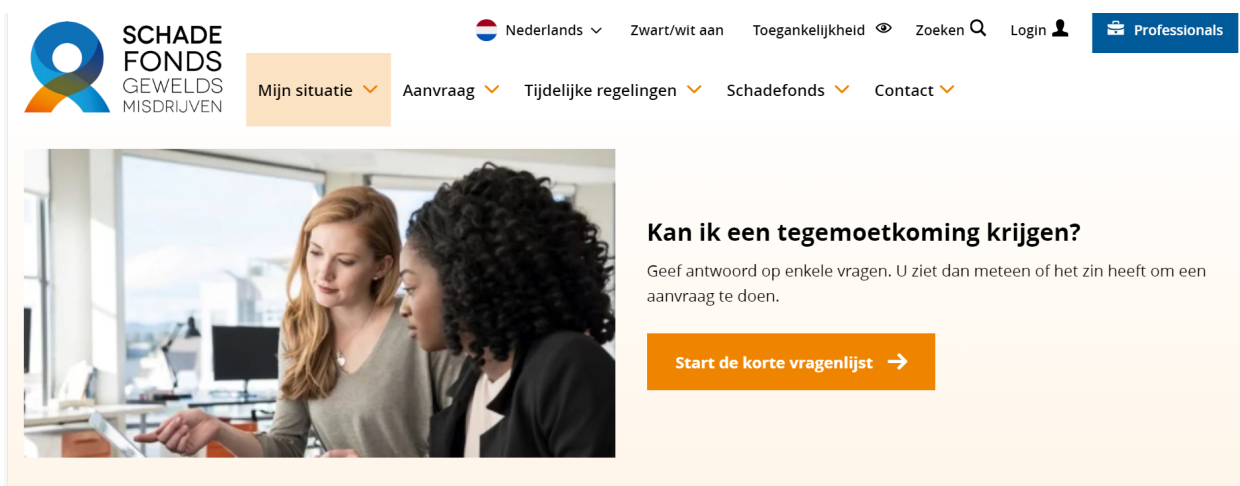 SCHADE
FONDS
GEWELDS
MISDRIJVEN
Nederlands
Zwart/wit aan
Toegankelijkheid
Zoeken
Login
Professionals
Mijn situatie
Aanvraag
Tijdelijke regelingen
Schadefonds
Contact
Kan ik een tegemoetkoming krijgen?
Geef antwoord op enkele vragen. U ziet dan meteen of het zin heeft om een
aanvraag te doen.
Start de korte vragenlijst